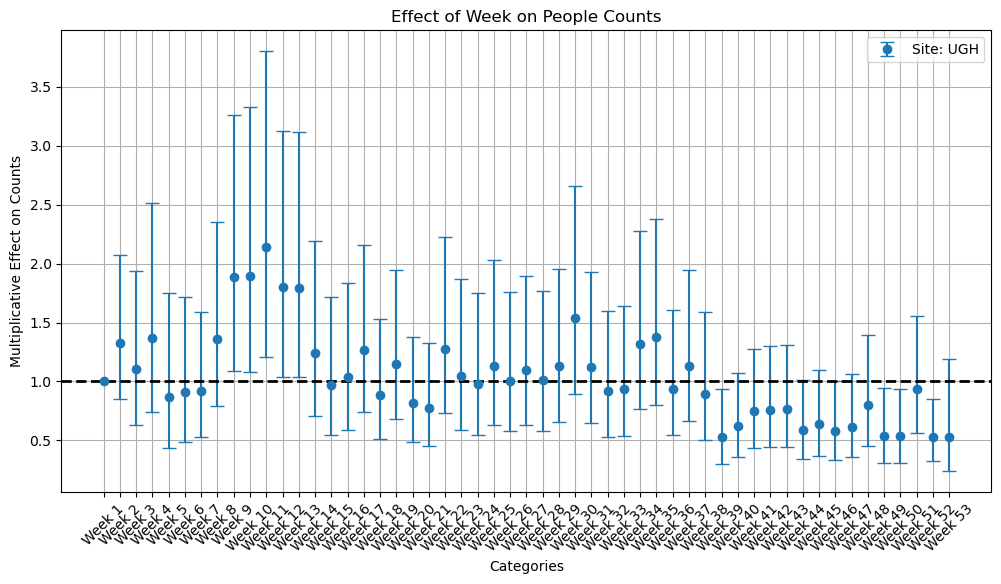 Effect of Week on People Counts
Site: UGH
Multiplicative Effect on Counts
3.5
3.0
2.5
2.0
1.5
1.0
0.5
Week 1
Week 2
Week 3
Week 4
Week 5
Week 6
Week 7
Week 8
Week 9
Week 10
Week 11
Week 12
Week 13
Week 14
Week 15
Week 16
Week 17
Week 18
Week 19
Week 20
Week 21
Week 22
Week 23
Week 24
Week 25
Week 26
Week 27
Week 28
Week 29
Week 30
Week 31
Week 32
Week 33
Week 34
Week 35
Week 36
Week 37
Week 38
Week 39
Week 40
Week 41
Week 42
Week 43
Week 44
Week 45
Week 46
Week 47
Week 48
Week 49
Week 50
Week 51
Week 52
Week 53
Categories